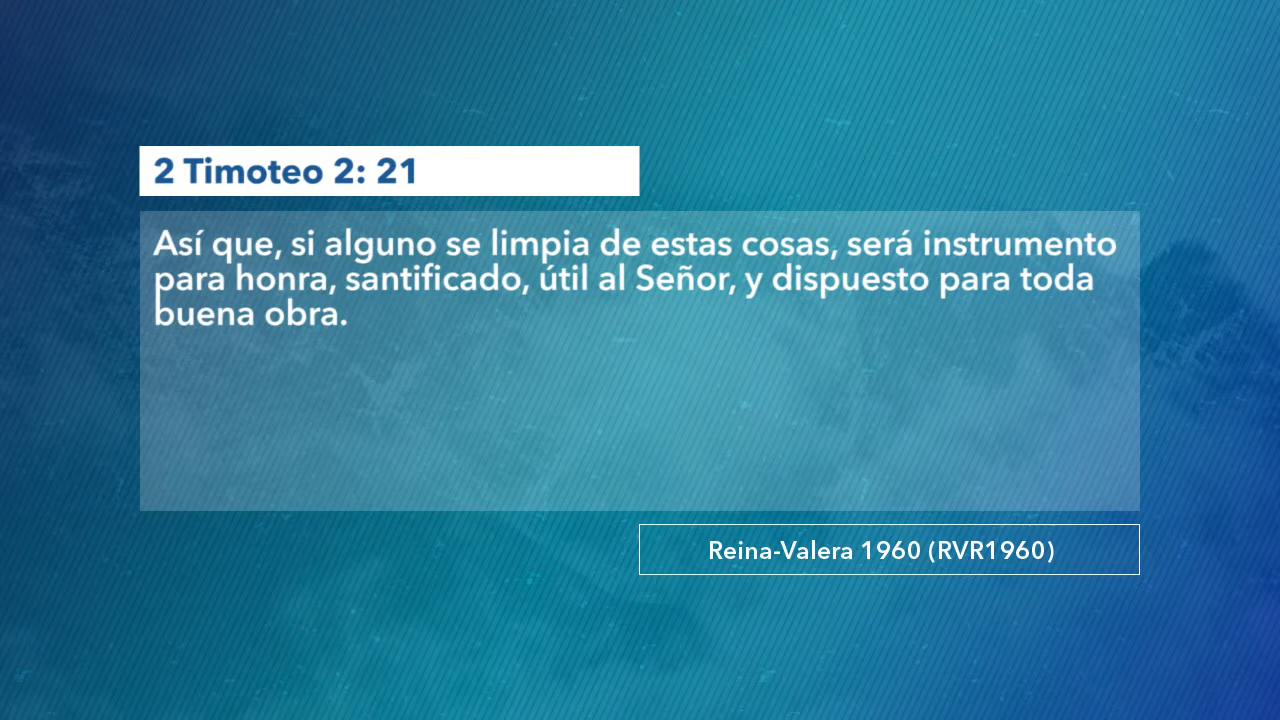 2 Timoteo 2: 21
Así que, si alguno se limpia de estas cosas, será instrumento
para honra, santificado, útil al Señor, y dispuesto para toda
buena obra.
Reina-Valera 1960 (RVR1960)